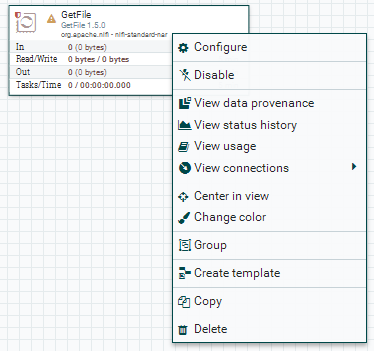 GetFile
GetFile 1.5.0
org.apache.nifi - nifi-standard-nar
In 0 (0 bytes)
Read/Write 0 bytes / 0 bytes
Out 0 (0 bytes)
Tasks/Time 0 / 00:00:00.000
Configure
Disable
View data provenance
View status history
View usage
View connections
Center in view
Change color
Group
Create template
Copy
Delete